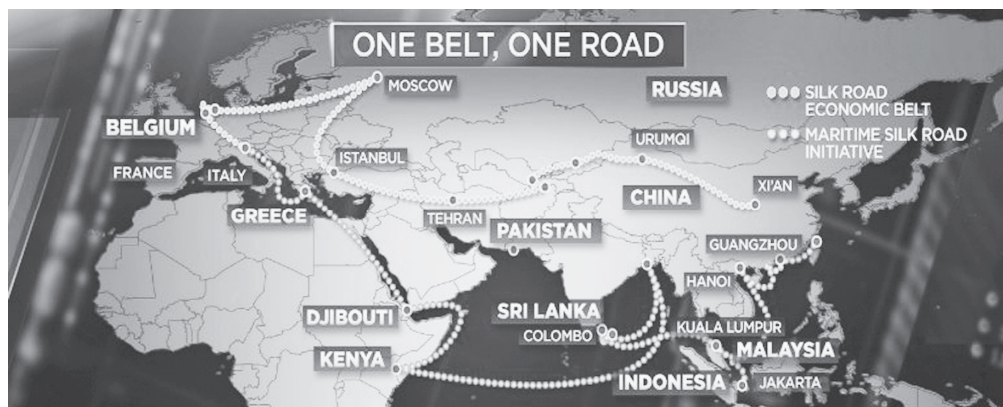 ONE BELT, ONE ROAD
MOSCOW
RUSSIA
SILK ROAD
ECONOMIC BELT
MARITIME SILK ROAD
INITIATIVE
BELGIUM
URUMQI
FRANCE
ITALY
ISTANBUL
XI'AN
CHINA
GREECE
TEHRAN
PAKISTAN
GUANGZHOU
HANOI
DJIBOUTI
SRI LANKA
COLOMBO
KUALA LUMPUR
MALAYSIA
KENYA
INDONESIA
JAKARTA